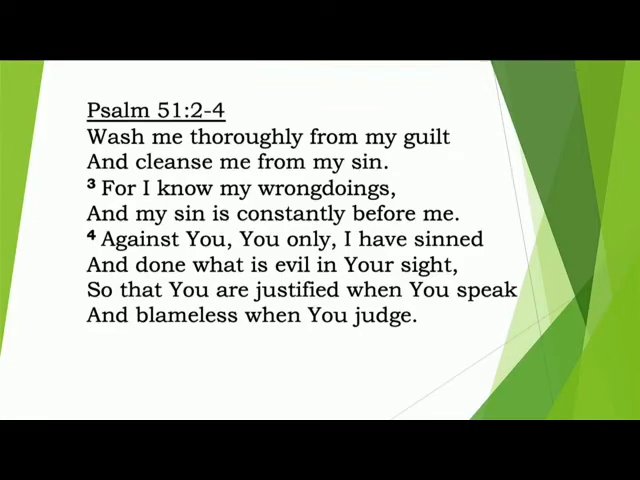 Psalm 51:2-4
Wash me thoroughly from my guilt
And cleanse me from my sin.
³ For I know my wrongdoings,
And my sin is constantly before me.
⁴ Against You, You only, I have sinned
And done what is evil in Your sight,
So that You are justified when You speak
And blameless when You judge.